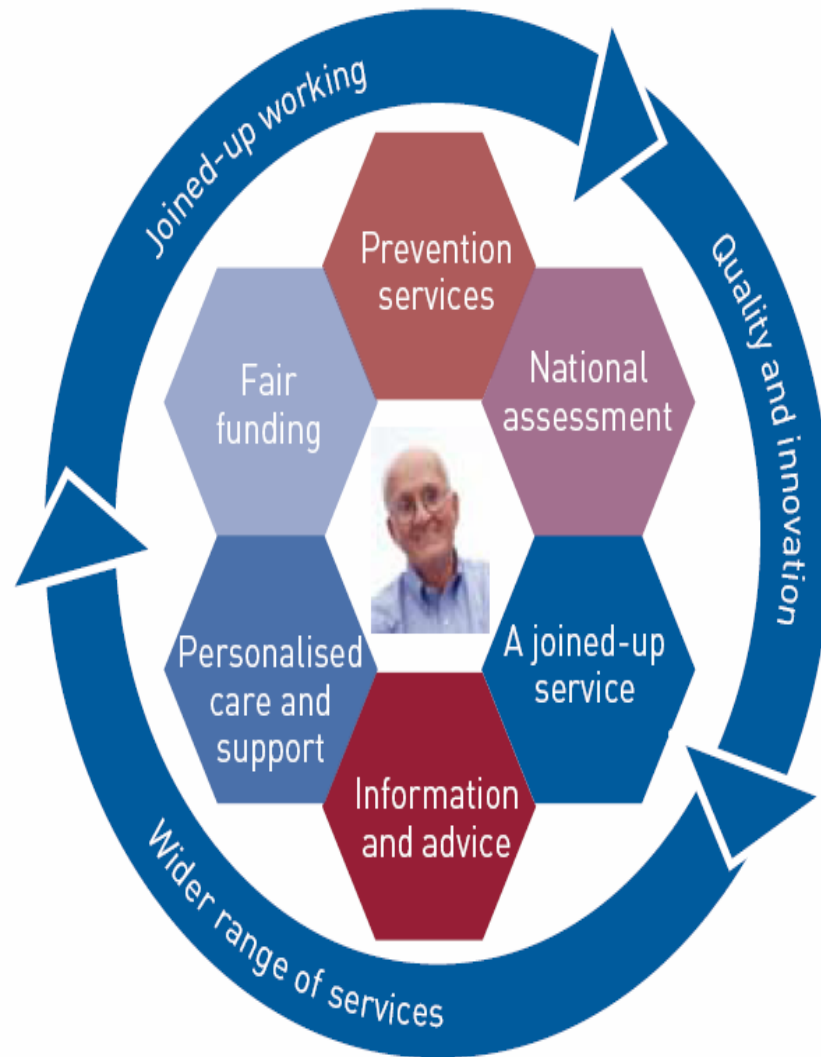 Joined-up working
Quality and innovation
Wider range of services
Prevention
services
National
assessment
A joined-up
service
Information
and advice
Personalised
care and
support
Fair
funding